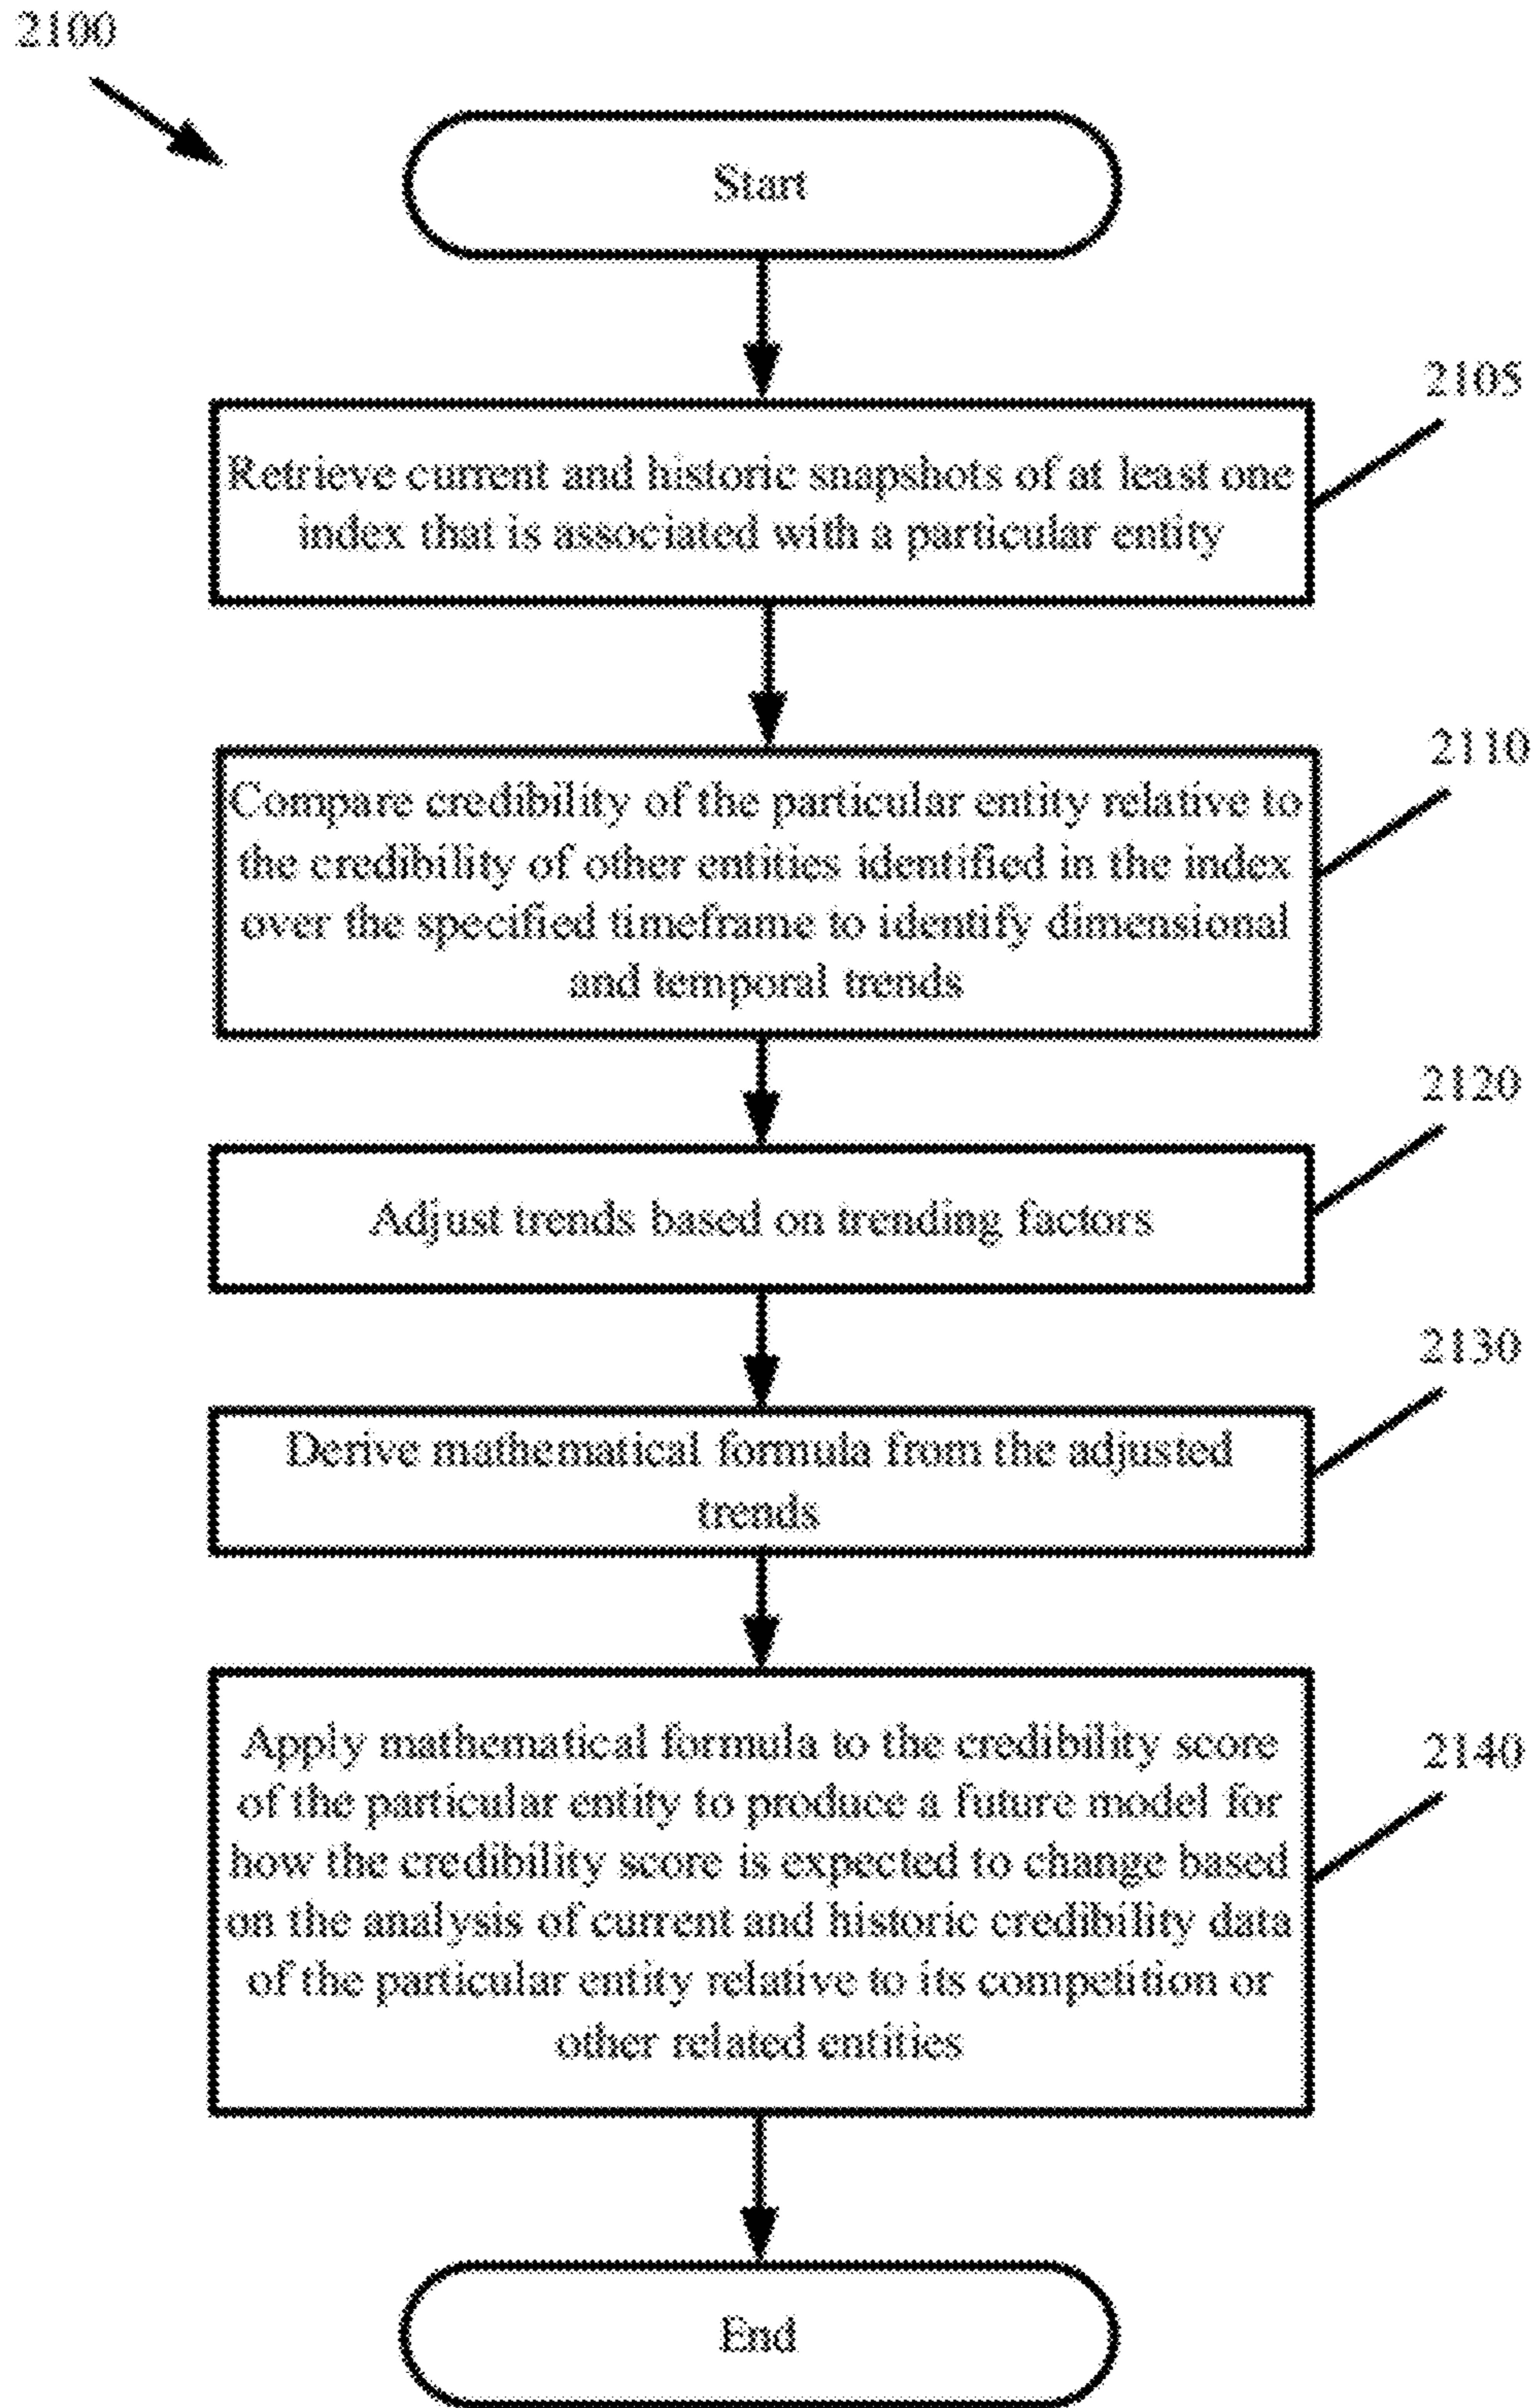 2100
Start
2105
Retrieve current and historic snapshots of at least one
index that is associated with a particular entity
2110
Compare credibility of the particular entity relative to
the credibility of other entities identified in the index
over the specified timeframe to identify dimensional
and temporal trends
2120
Adjust trends based on trending factors
2130
Derive mathematical formula from the adjusted
trends
2140
Apply mathematical formula to the credibility score
of the particular entity to produce a future model for
how the credibility score is expected to change based
on the analysis of current and historic credibility data
of the particular entity relative to its competition or
other related entities
End